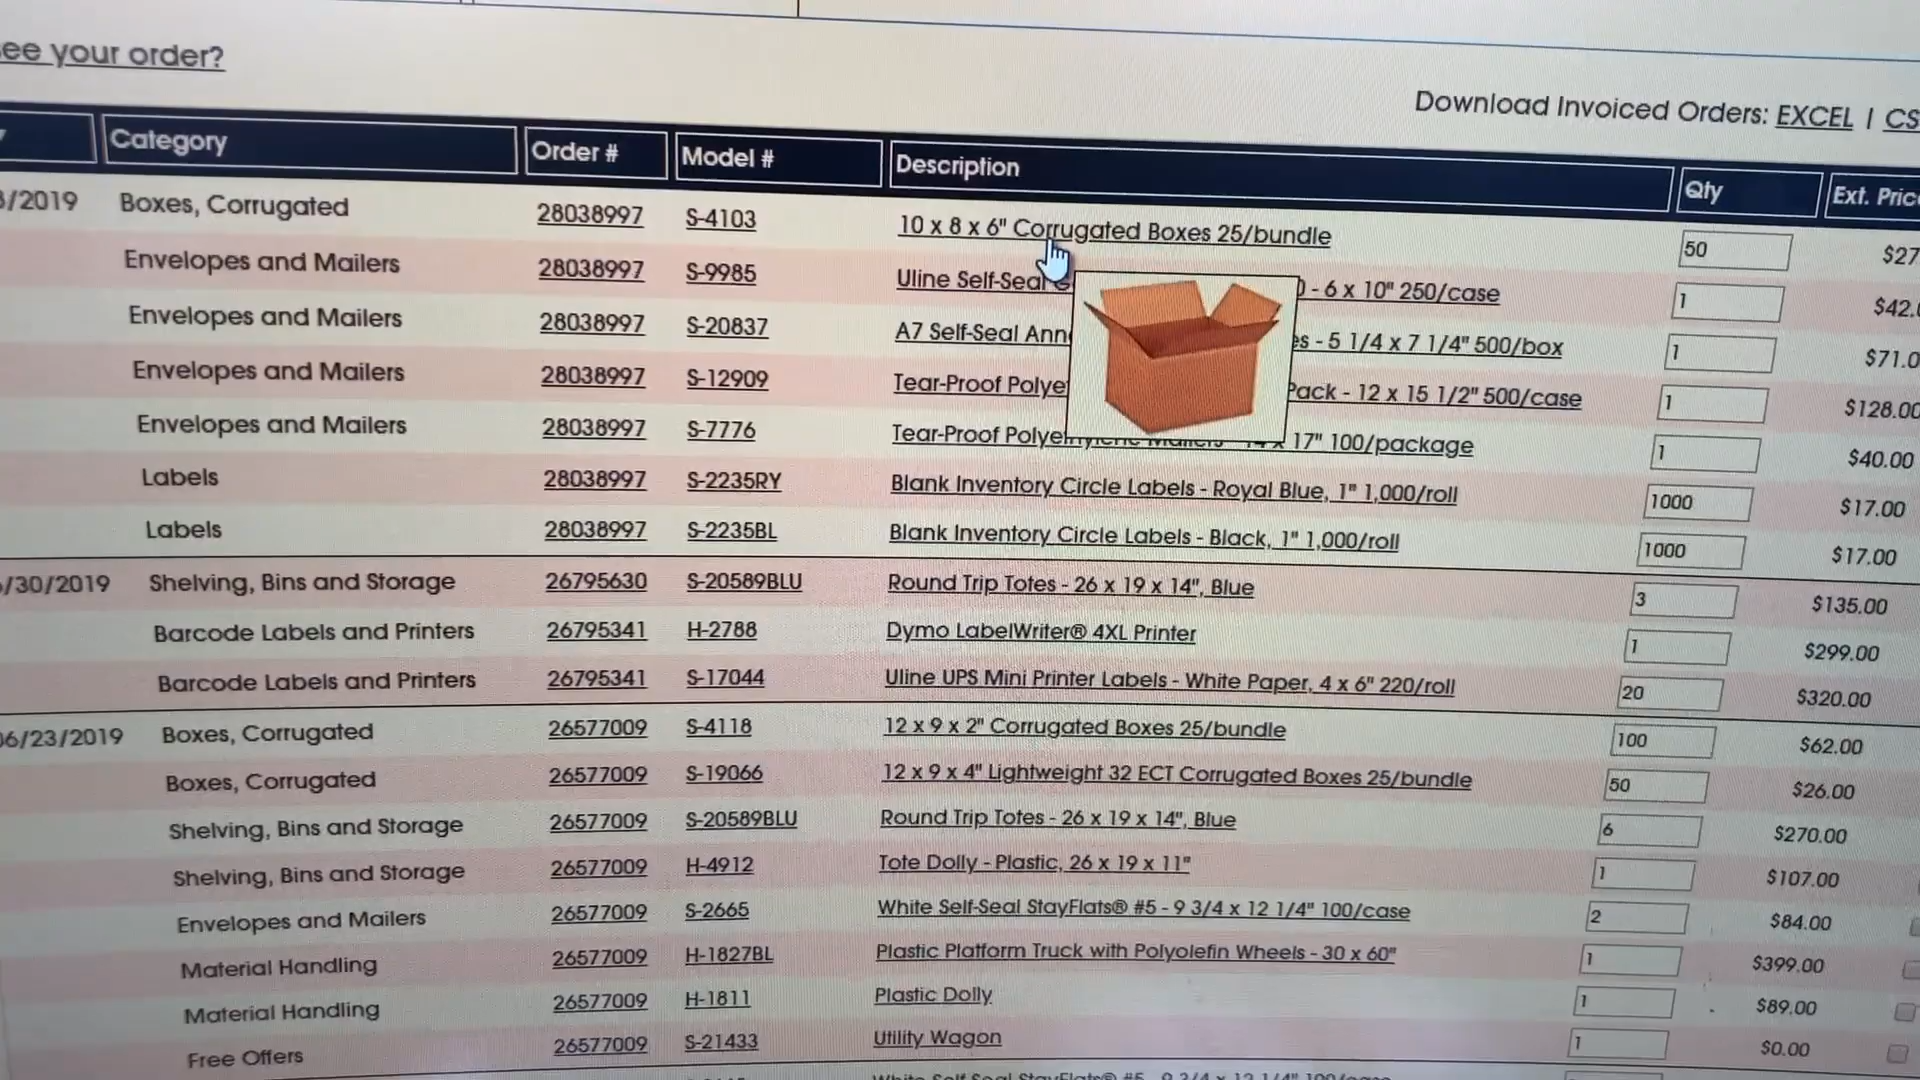 see your order?
Download Invoiced Orders: EXCEL |
Category Order # Model # Description Qty Ext.
/2019 Boxes, Corrugated 28038997 S-4103 10 x 8 x 6" Corrugated Boxes 25/bundle 50 $27
Envelopes and Mailers 28038997 S-9985 Uline Self-Seal - 6 x 10" 250/case 1 $42.
Envelopes and Mailers 28038997 S-20837 A7 Self-Seal - 5 1/4 x 7 1/4" 500/box 1 $71.0
Envelopes and Mailers 28038997 S-12909 Tear-Proof Pack - 12 x 15 1/2" 500/case 1 $128.00
Envelopes and Mailers 28038997 S-7776 Tear-Proof x 17" 100/package 1 $40.00
Labels 28038997 S-2235RY Blank Inventory Circle Labels - Royal Blue, 1" 1,000/roll 1000 $17.00
Labels 28038997 S-2235BL Blank Inventory Circle Labels - Black, 1" 1,000/roll 1000 $17.00
/30/2019 Shelving, Bins and Storage 26795630 S-20589BLU Round Trip Totes - 26 x 19 x 14", Blue 3 $135.00
Barcode Labels and Printers 26795341 H-2788 Dymo LabelWriter® 4XL Printer 1 $299.00
Barcode Labels and Printers 26795341 S-17044 Uline UPS Mini Printer Labels - White Paper, 4 x 6" 220/roll 20 $320.00
06/23/2019 Boxes, Corrugated 26577009 S-4118 12 x 9 x 2" Corrugated Boxes 25/bundle 100 $62.00
Boxes, Corrugated 26577009 S-19066 12 x 9 x 4" Lightweight 32 ECT Corrugated Boxes 25/bundle 50 $26.00
Shelving, Bins and Storage 26577009 S-20589BLU Round Trip Totes - 26 x 19 x 14", Blue 6 $270.00
Shelving, Bins and Storage 26577009 H-4912 Tote Dolly - Plastic, 26 x 19 x 11" 1 $107.00
Envelopes and Mailers 26577009 S-2665 White Self-Seal StayFlats® #5 - 9 3/4 x 12 1/4" 100/case 2 $84.00
Material Handling 26577009 H-1827BL Plastic Platform Truck with Polyolefin Wheels - 30 x 60" 1 $399.00
Material Handling 26577009 H-1811 Plastic Dolly 1 $89.00
Free Offers 26577009 S-21433 Utility Wagon 1 $0.00